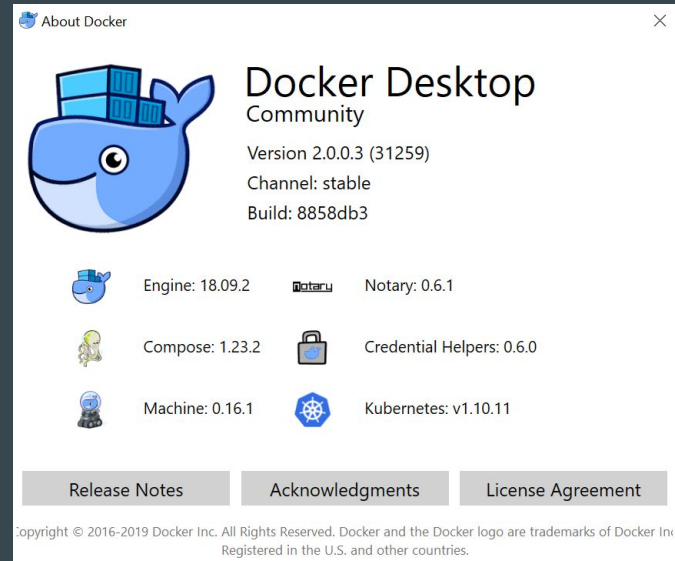 About Docker
Docker Desktop
Community
Version 2.0.0.3 (31259)
Channel: stable
Build: 8858db3
Engine: 18.09.2
notary
Notary: 0.6.1
Compose: 1.23.2
Credential Helpers: 0.6.0
Machine: 0.16.1
Kubernetes: v1.10.11
Release Notes
Acknowledgments
License Agreement
opyright © 2016-2019 Docker Inc. All Rights Reserved. Docker and the Docker logo are trademarks of Docker Inc
Registered in the U.S. and other countries.